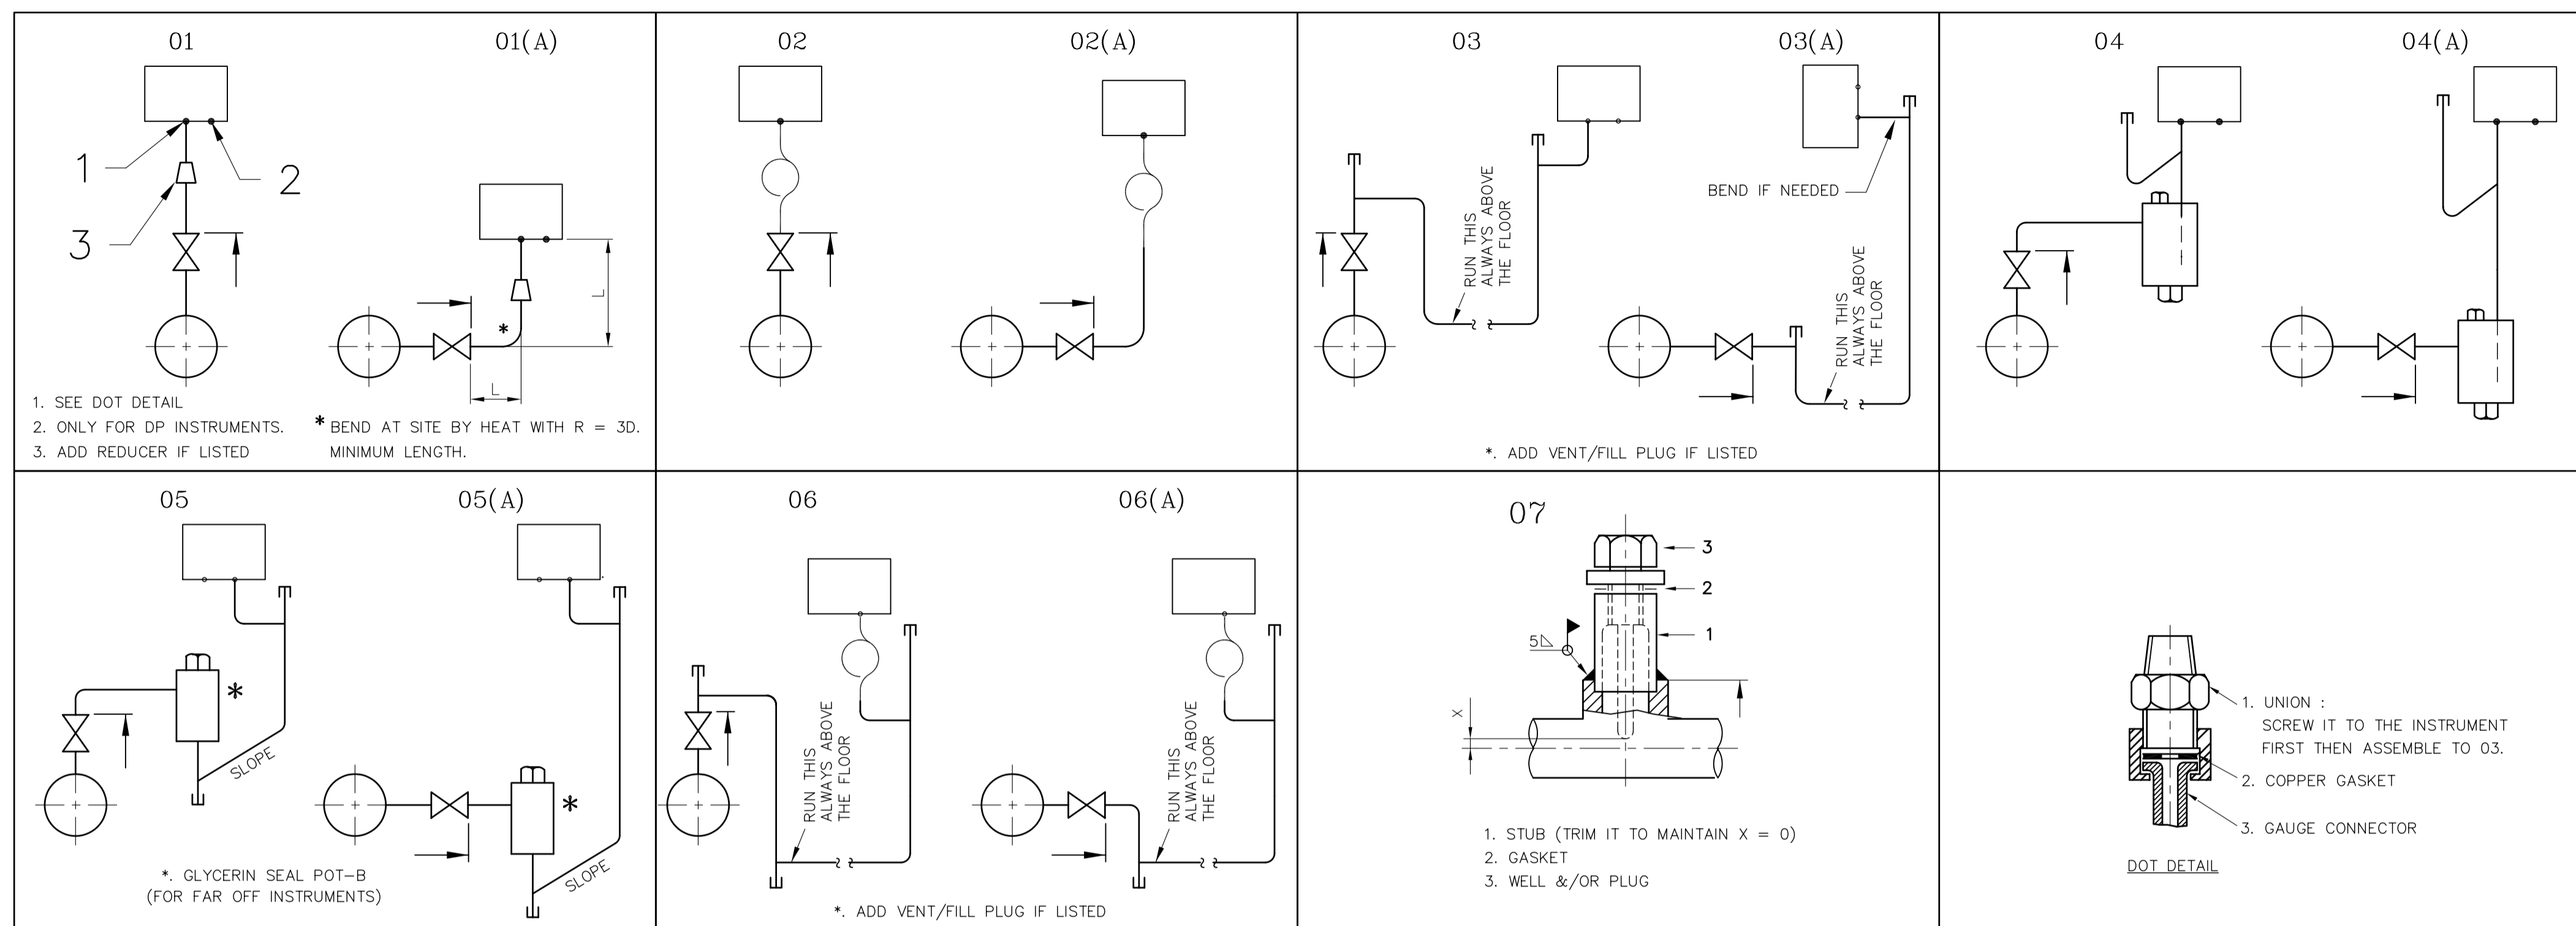 01
01(A)
1
2
3
L
*
L
1. SEE DOT DETAIL
2. ONLY FOR DP INSTRUMENTS.
3. ADD REDUCER IF LISTED
* BEND AT SITE BY HEAT WITH R = 3D.
MINIMUM LENGTH.
02
02(A)
03
03(A)
RUN THIS
ALWAYS ABOVE
THE FLOOR
BEND IF NEEDED
RUN THIS
ALWAYS ABOVE
THE FLOOR
*. ADD VENT/FILL PLUG IF LISTED
04
04(A)
05
05(A)
*
SLOPE
*
SLOPE
*. GLYCERIN SEAL POT-B
(FOR FAR OFF INSTRUMENTS)
06
06(A)
RUN THIS
ALWAYS ABOVE
THE FLOOR
RUN THIS
ALWAYS ABOVE
THE FLOOR
*. ADD VENT/FILL PLUG IF LISTED
07
3
2
1
5
X
1. STUB (TRIM IT TO MAINTAIN X = 0)
2. GASKET
3. WELL &/OR PLUG
1. UNION :
SCREW IT TO THE INSTRUMENT
FIRST THEN ASSEMBLE TO 03.
2. COPPER GASKET
3. GAUGE CONNECTOR
DOT DETAIL